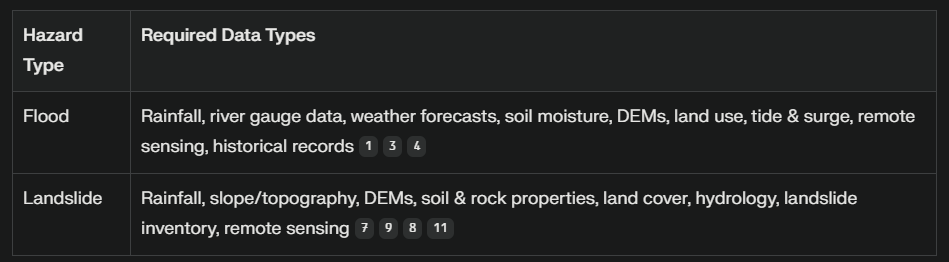 Hazard Type
Required Data Types
Flood
Rainfall, river gauge data, weather forecasts, soil moisture, DEMs, land use, tide & surge, remote
sensing, historical records 1 3 4
Landslide
Rainfall, slope/topography, DEMs, soil & rock properties, land cover, hydrology, landslide
inventory, remote sensing 7 9 8 11